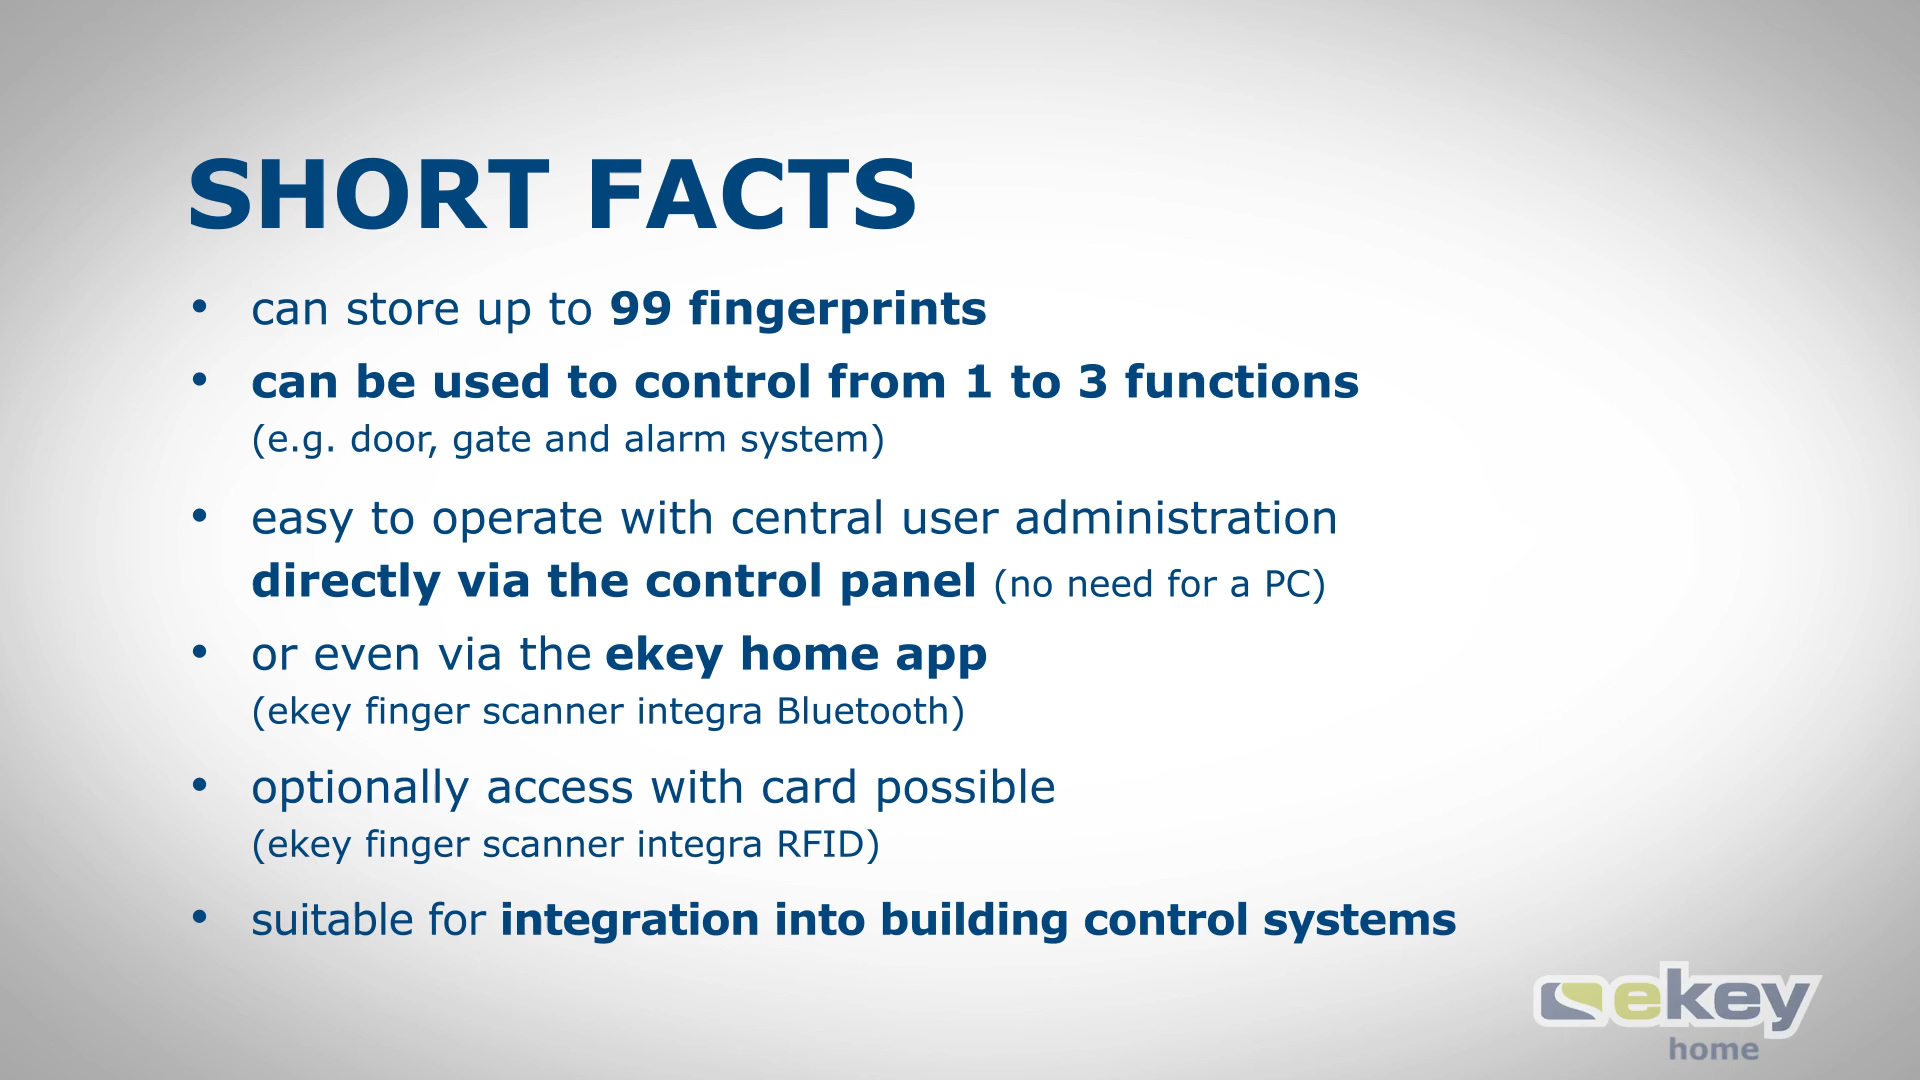 SHORT FACTS
• can store up to 99 fingerprints
• can be used to control from 1 to 3 functions
(e.g. door, gate and alarm system)
• easy to operate with central user administration
directly via the control panel (no need for a PC)
• or even via the ekey home app
(ekey finger scanner integra Bluetooth)
• optionally access with card possible
(ekey finger scanner integra RFID)
• suitable for integration into building control systems
ekey
home